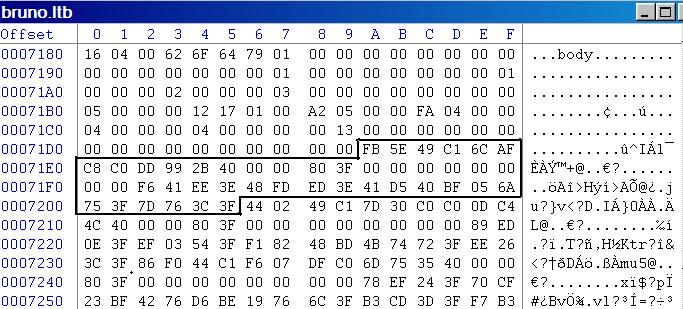 bruno.ltb
Offset 0 1 2 3 4 5 6 7 8 9 A B C D E F
0007180 16 04 00 62 6F 64 79 01 00 00 00 00 00 00 00 00 ...body.........
0007190 00 00 00 00 00 00 01 00 00 00 00 00 00 00 00 01 ................
00071A0 00 00 00 02 00 00 00 03 00 00 00 00 00 00 00 00 ................
00071B0 05 00 00 00 12 17 01 00 A2 05 00 00 FA 04 00 00 ........¢...ú...
00071C0 04 00 00 00 04 00 00 00 00 13 00 00 00 00 00 00 ................
00071D0 00 00 00 00 00 00 00 00 00 00 FB 5E 49 C1 6C AF ..........û^IÁl¯
00071E0 C8 C0 DD 99 2B 40 00 00 80 3F 00 00 00 00 00 00 ÈÀÝ™+@..€?......
00071F0 00 00 F6 41 EE 3E 48 FD ED 3E 41 D5 40 BF 05 6A ..öAî>Hýí>AÕ@¿.j
0007200 75 3F 7D 76 3C 3F 44 02 49 C1 7D 30 C0 C0 0D C4 u?}v<?D.IÁ}0ÀÀ.Ä
0007210 4C 40 00 00 80 3F 00 00 00 00 00 00 00 00 89 ED L@..€?........‰í
0007220 0E 3F EF 03 54 3F F1 82 48 BD 4B 74 72 3F EE 26 .?ï.T?ñ‚H½Ktr?î&
0007230 3C 3F 86 F0 44 C1 F6 07 DF C0 6D 75 35 40 00 00 <?†ðDÁö.ßÀmu5@..
0007240 80 3F 00 00 00 00 00 00 00 00 78 EF 24 3F 70 CF €?........xï$?pÏ
0007250 23 BF 42 76 D6 BE 19 76 6C 3F B3 CD 3D 3F F7 B3 #¿BvÖ¾.vl?³Í=?÷³